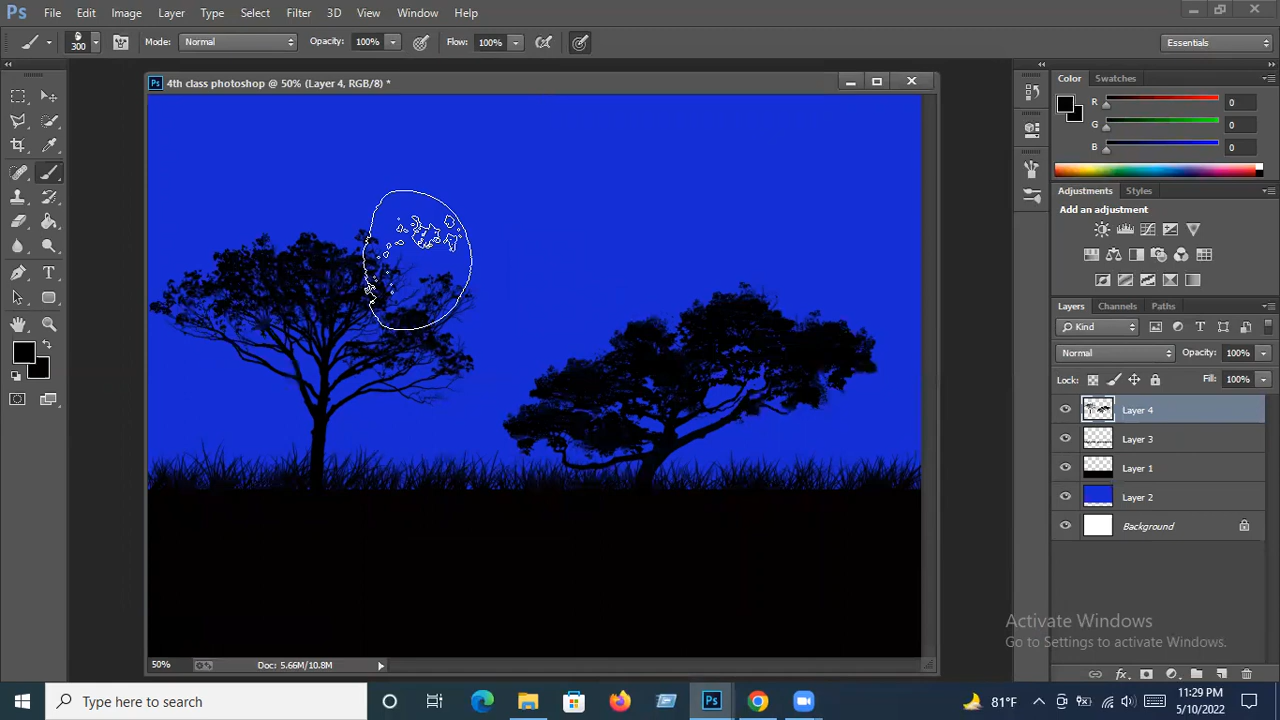 Ps File Edit Image Layer Type Select Filter 3D View Window Help
300 Mode: Normal Opacity: 100% Flow: 100% Essentials
Ps 4th class photoshop @ 50% (Layer 4, RGB/8) *
Color Swatches
R 0
G 0
B 0
Adjustments Styles
Add an adjustment
Layers Channels Paths
Kind
Normal Opacity: 100%
Lock: Fill: 100%
Layer 4
Layer 3
Layer 1
Layer 2
Background
Activate Windows
Go to Settings to activate Windows.
50% Doc: 5.66M/10.8M
Type here to search
Ps
81°F
11:29 PM
5/10/2022